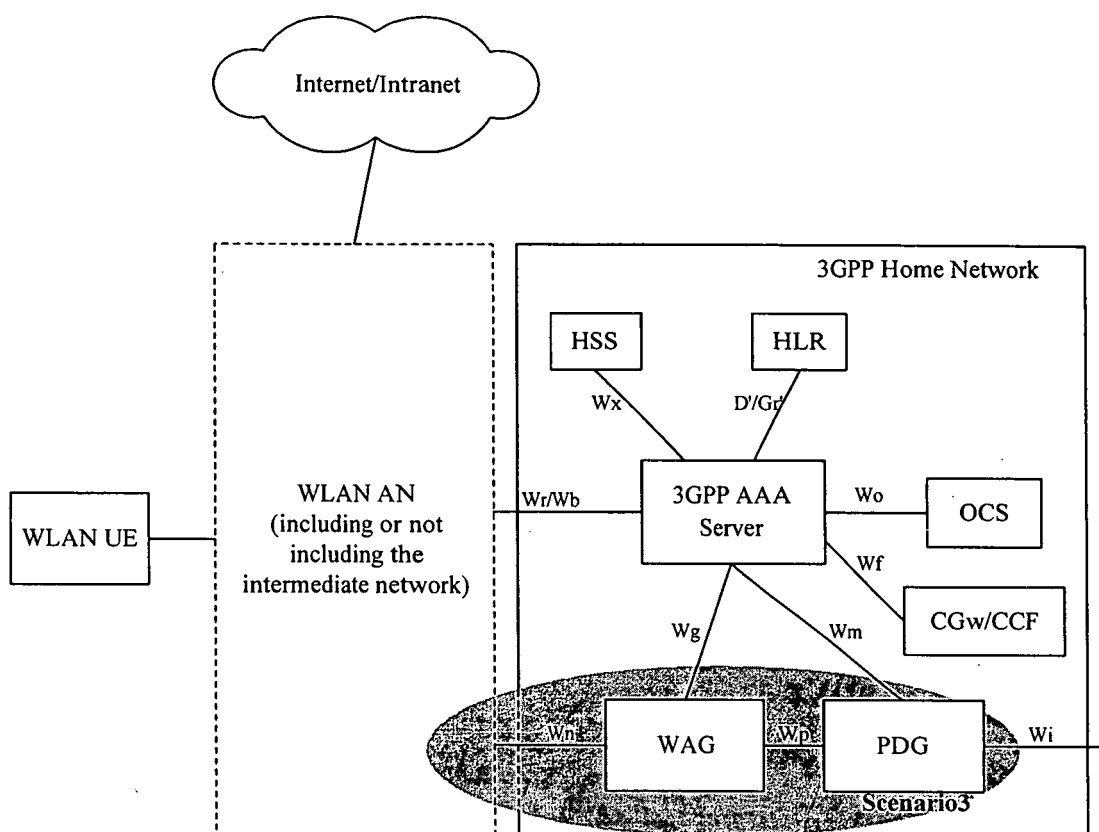 Internet/Intranet
3GPP Home Network
HSS
HLR
Wx
D'/Gr'
WLAN UE
WLAN AN
(including or not
including the
intermediate network)
Wr/Wb
3GPP AAA
Server
Wo
OCS
Wf
CGw/CCF
Wg
Wm
Wn
WAG
Wp
PDG
Wi
Scenario3